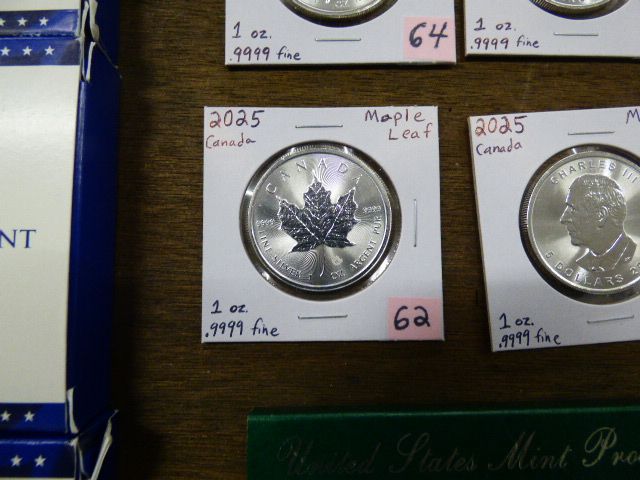 1 oz.
.9999 fine
64
1 oz.
.9999 fine
NT
2025
Canada
Maple
Leaf
CANADA
9999
9999
FINE SILVER 1 OZ ARGENT PUR
1 oz.
.9999 fine
62
2025
Canada
M
CHARLES III
5 DOLLARS 20
1 oz.
.9999 fine
United States Mint Pro